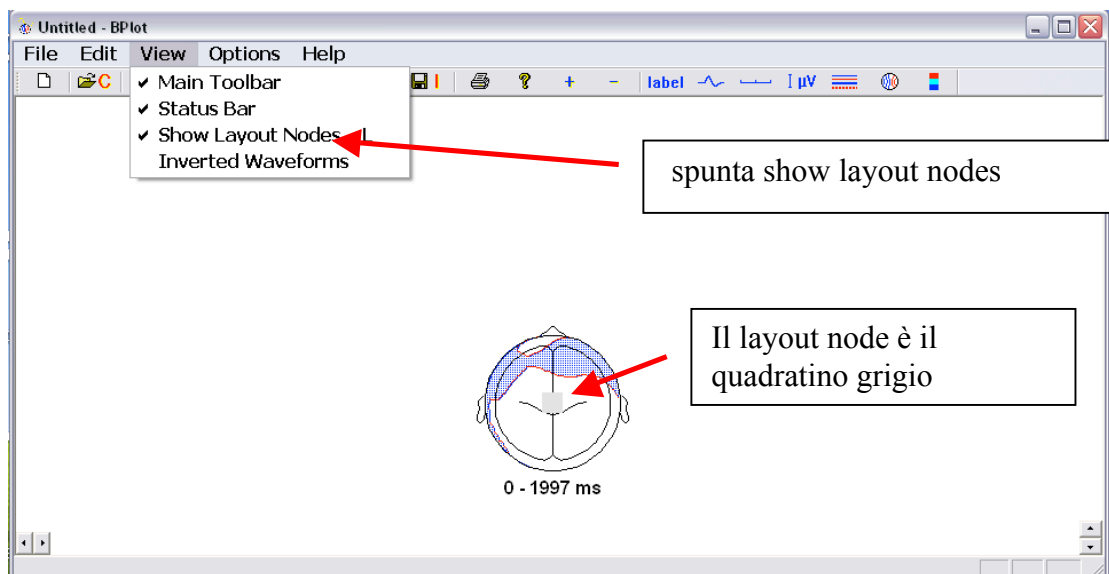 Untitled - BPlot
File Edit View Options Help
C I ? + - label I µV
✓ Main Toolbar
✓ Status Bar
✓ Show Layout Nodes L
Inverted Waveforms
spunta show layout nodes
Il layout node è il
quadratino grigio
0 - 1997 ms